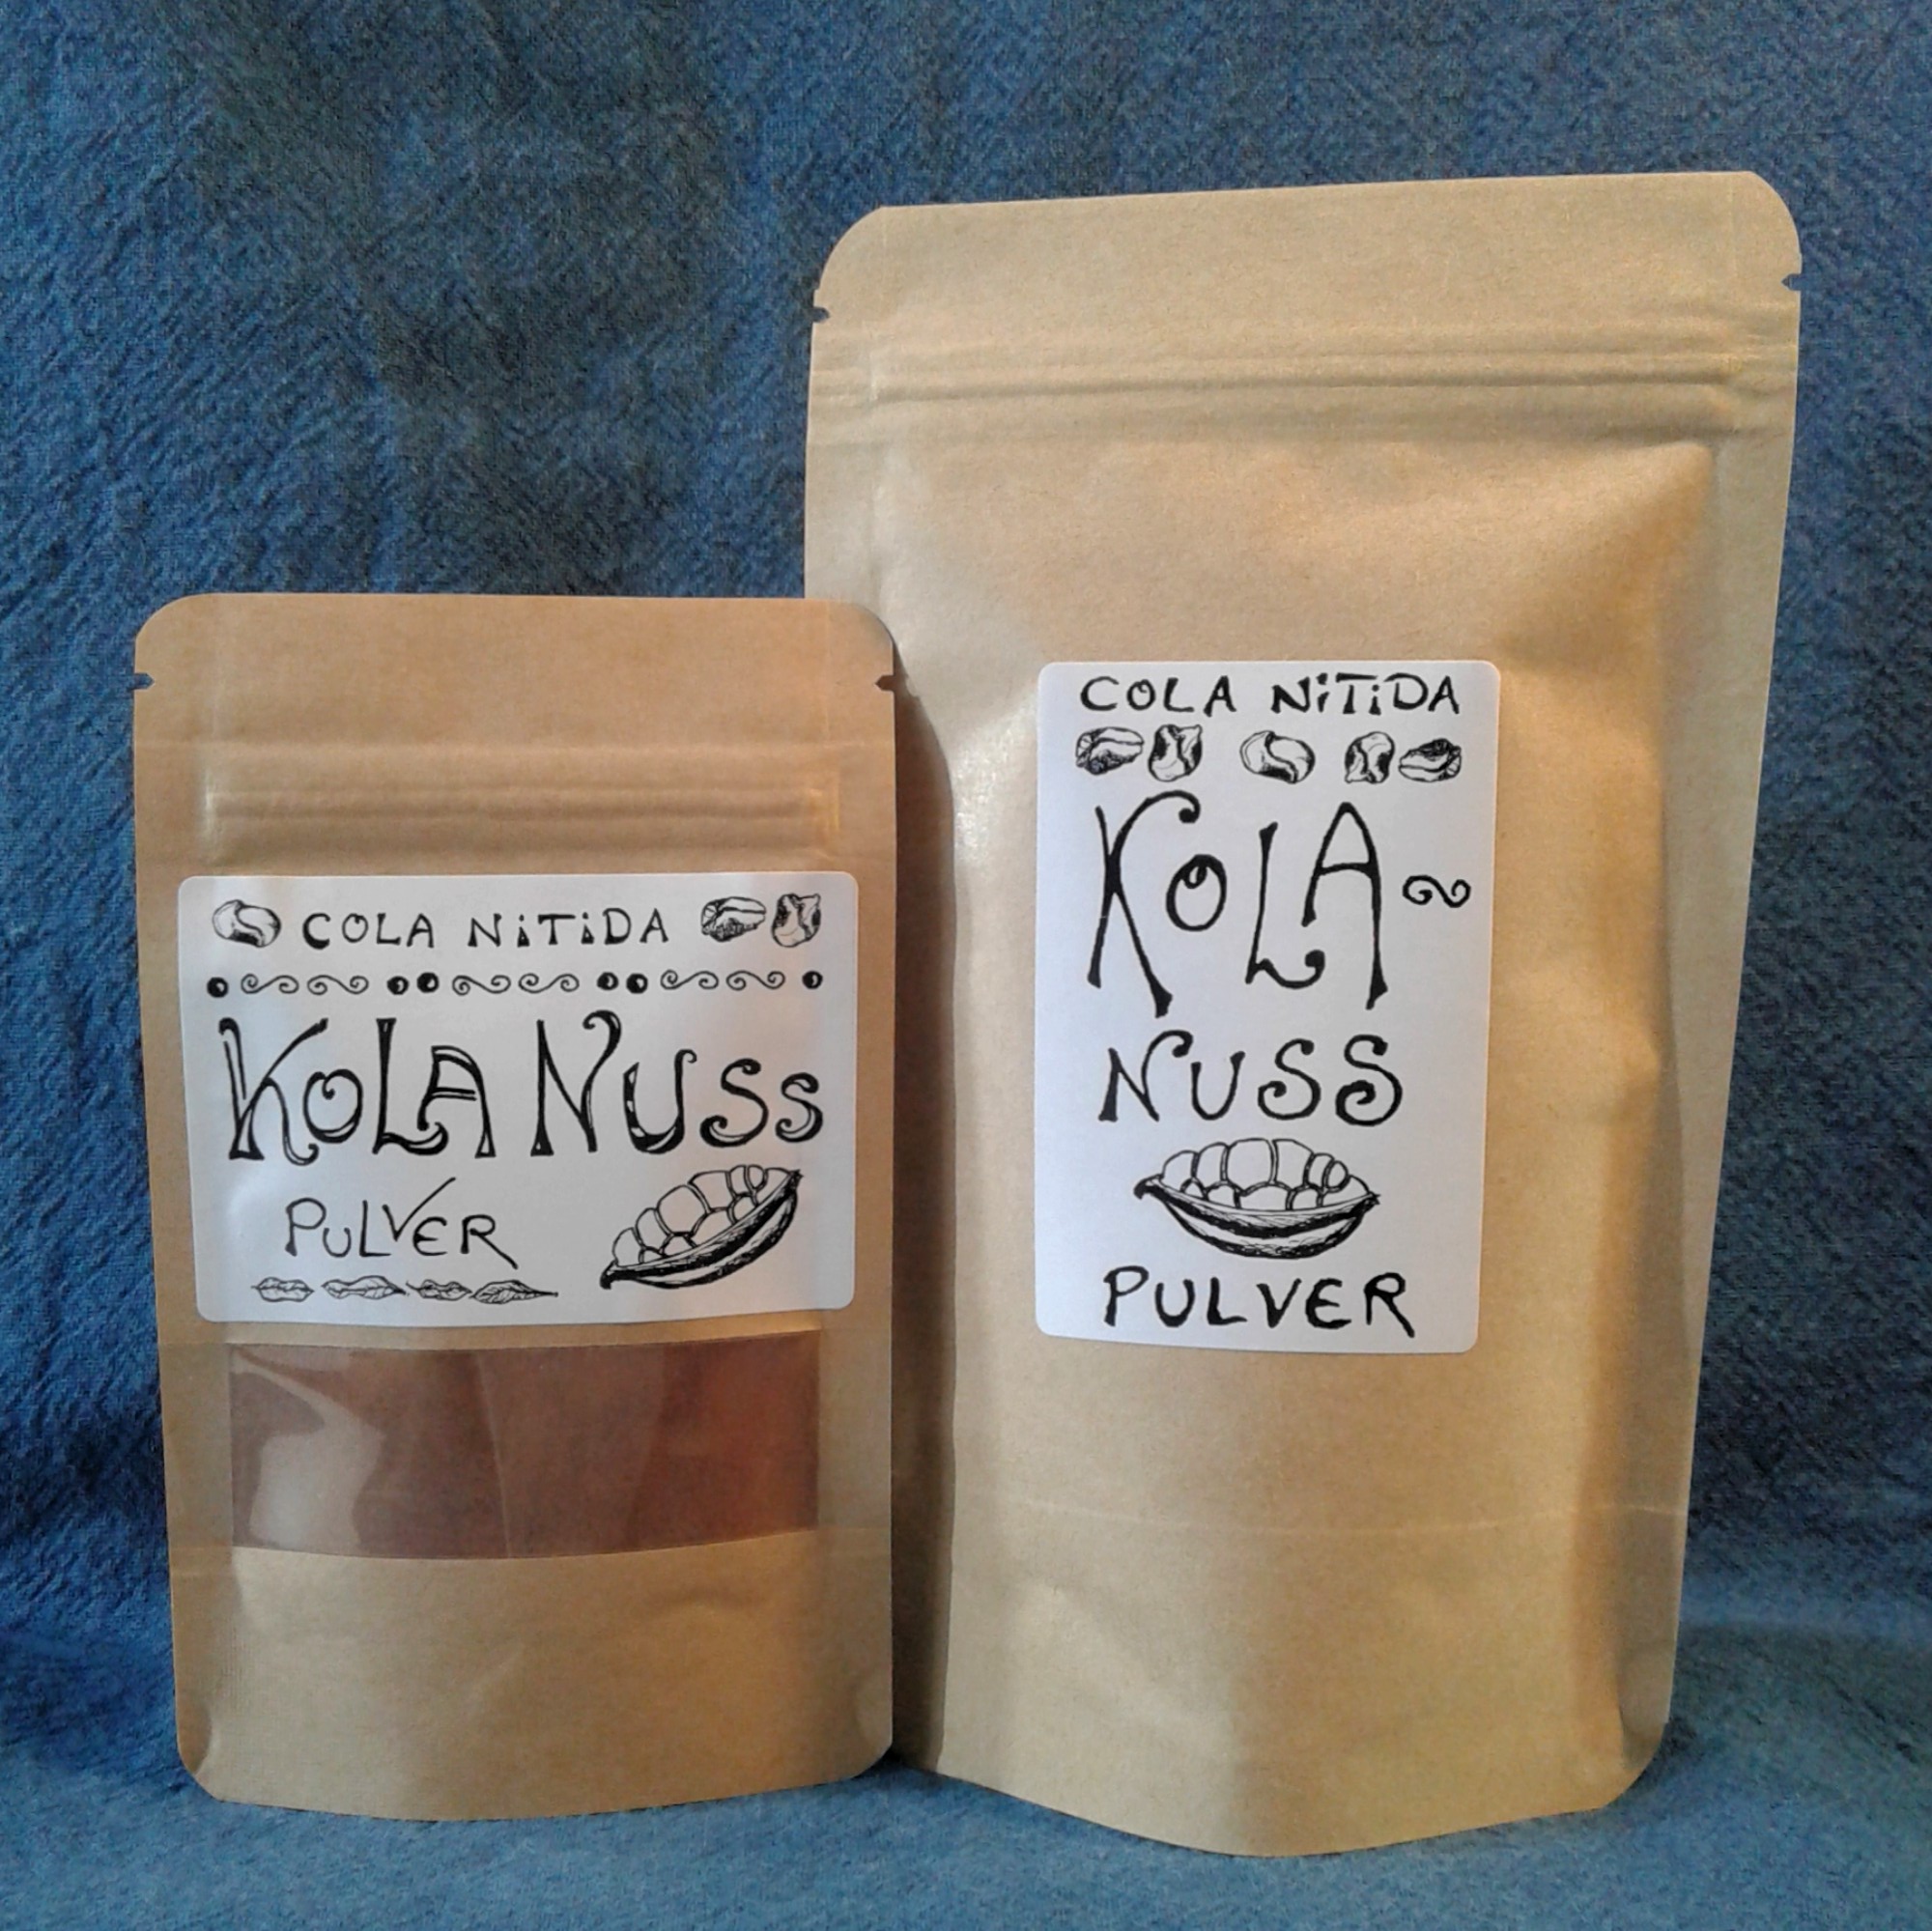 COLA NiTiDA
KOLA NUSS
PULVER
COLA NiTiDA
KOLA~
NUSS
PULVER